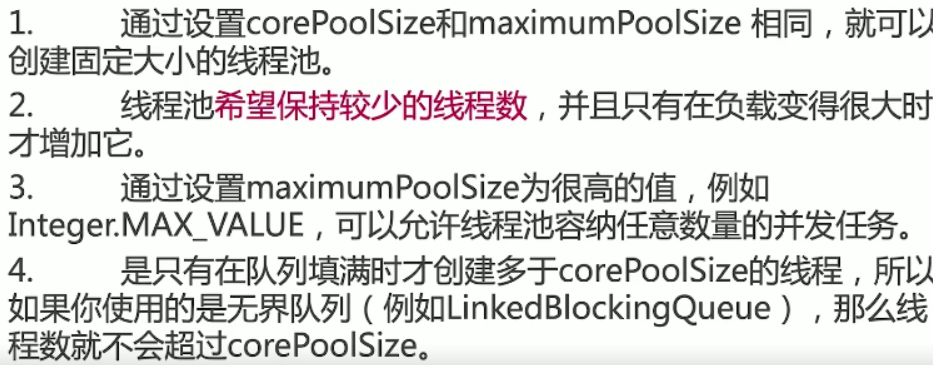 1. 通过设置corePoolSize和maximumPoolSize 相同，就可以
创建固定大小的线程池。
2. 线程池希望保持较少的线程数，并且只有在负载变得很大时
才增加它。
3. 通过设置maximumPoolSize为很高的值，例如
Integer.MAX_VALUE，可以允许线程池容纳任意数量的并发任务。
4. 是只有在队列填满时才创建多于corePoolSize的线程，所以
如果你使用的是无界队列（例如LinkedBlockingQueue），那么线
程数就不会超过corePoolSize。